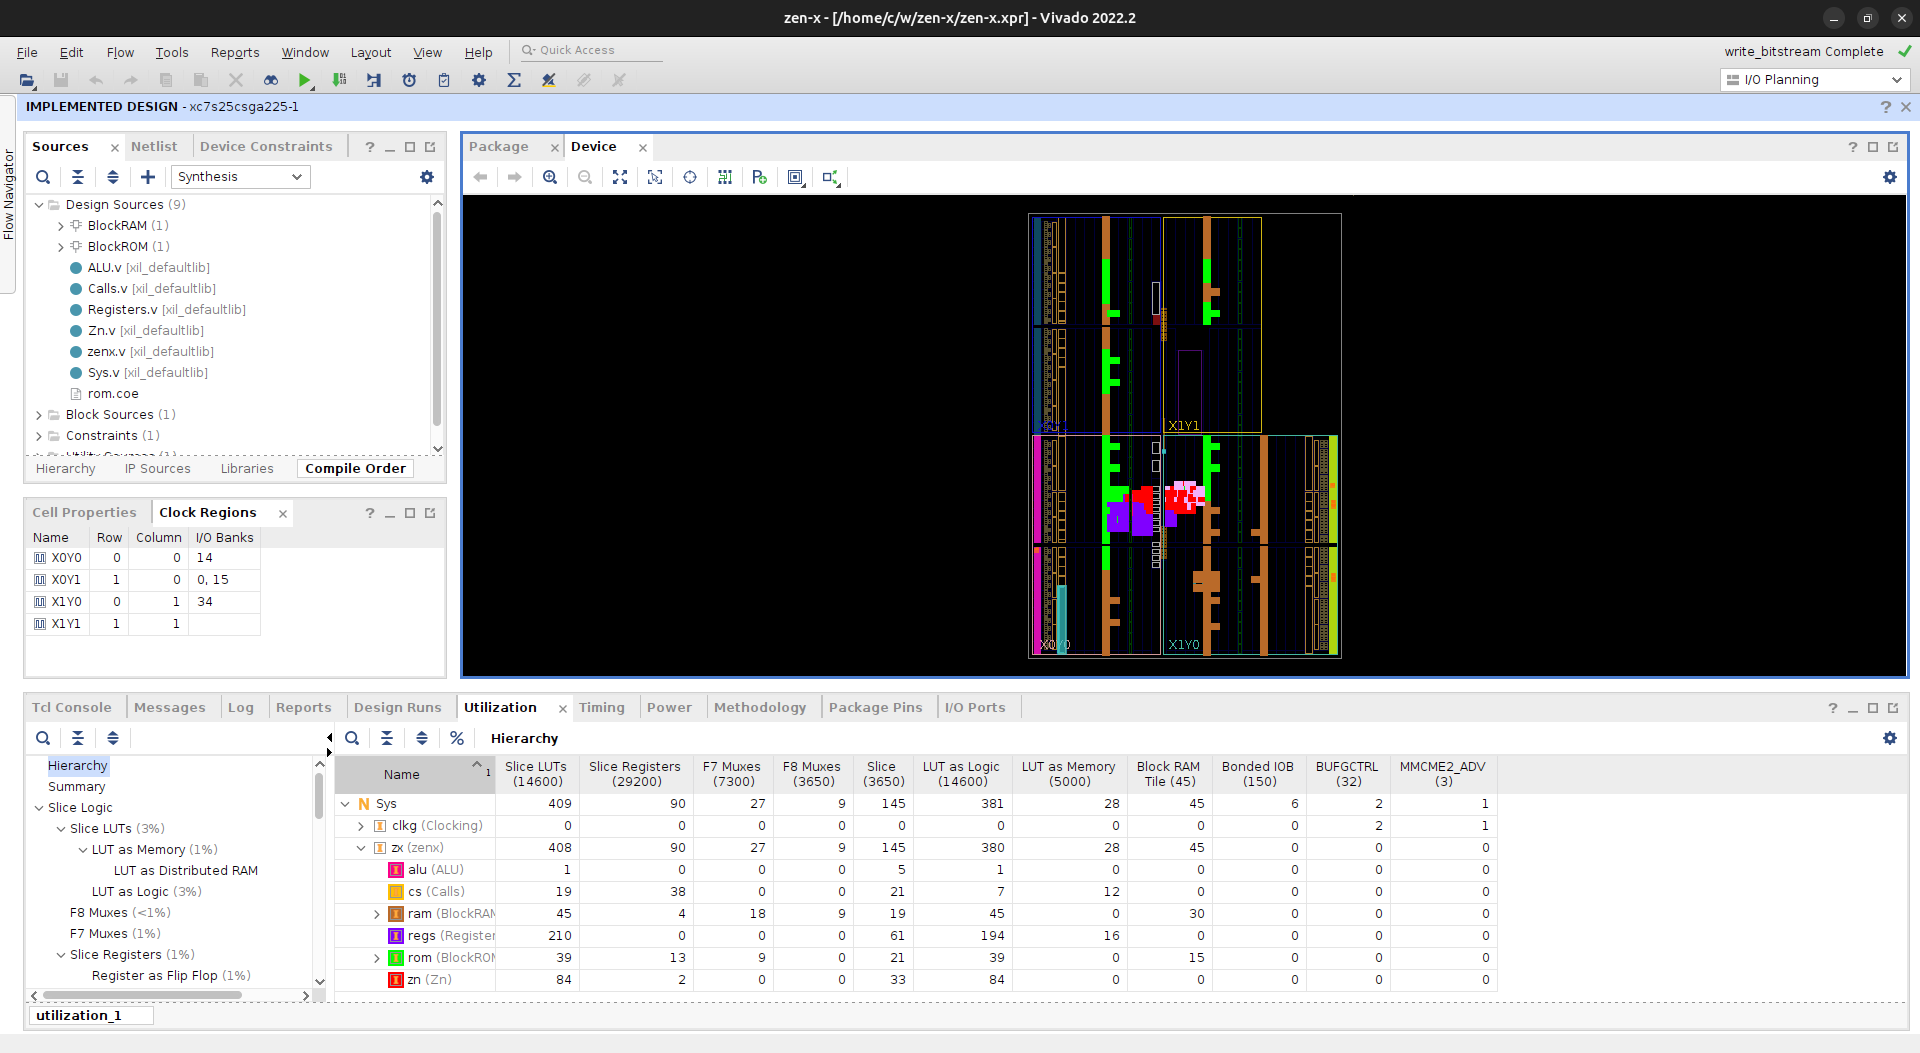 zen-x - [/home/c/w/zen-x/zen-x.xpr] - Vivado 2022.2
File Edit Flow Tools Reports Window Layout View Help Quick Access
write_bitstream Complete
I/O Planning
IMPLEMENTED DESIGN - xc7s25csga225-1
Flow Navigator
Sources Netlist Device Constraints
Synthesis
Design Sources (9)
BlockRAM (1)
BlockROM (1)
ALU.v [xil_defaultlib]
Calls.v [xil_defaultlib]
Registers.v [xil_defaultlib]
Zn.v [xil_defaultlib]
zenx.v [xil_defaultlib]
Sys.v [xil_defaultlib]
rom.coe
Block Sources (1)
Constraints (1)
Hierarchy IP Sources Libraries Compile Order
Cell Properties Clock Regions
Name Row Column I/O Banks
X0Y0 0 0 14
X0Y1 1 0 0, 15
X1Y0 0 1 34
X1Y1 1 1
Package Device
X1Y1
X0Y0 X1Y0
Tcl Console Messages Log Reports Design Runs Utilization Timing Power Methodology Package Pins I/O Ports
Hierarchy
Hierarchy
Summary
Slice Logic
Slice LUTs (3%)
LUT as Memory (1%)
LUT as Distributed RAM
LUT as Logic (3%)
F8 Muxes (<1%)
F7 Muxes (1%)
Slice Registers (1%)
Register as Flip Flop (1%)
Name 1 Slice LUTs (14600) Slice Registers (29200) F7 Muxes (7300) F8 Muxes (3650) Slice (3650) LUT as Logic (14600) LUT as Memory (5000) Block RAM Tile (45) Bonded IOB (150) BUFGCTRL (32) MMCME2_ADV (3)
N Sys 409 90 27 9 145 381 28 45 6 2 1
clkg (Clocking) 0 0 0 0 0 0 0 0 0 2 1
zx (zenx) 408 90 27 9 145 380 28 45 0 0 0
alu (ALU) 1 0 0 0 5 1 0 0 0 0 0
cs (Calls) 19 38 0 0 21 7 12 0 0 0 0
ram (BlockRAM 45 4 18 9 19 45 0 30 0 0 0
regs (Register 210 0 0 0 61 194 16 0 0 0 0
rom (BlockROM 39 13 9 0 21 39 0 15 0 0 0
zn (Zn) 84 2 0 0 33 84 0 0 0 0 0
utilization_1